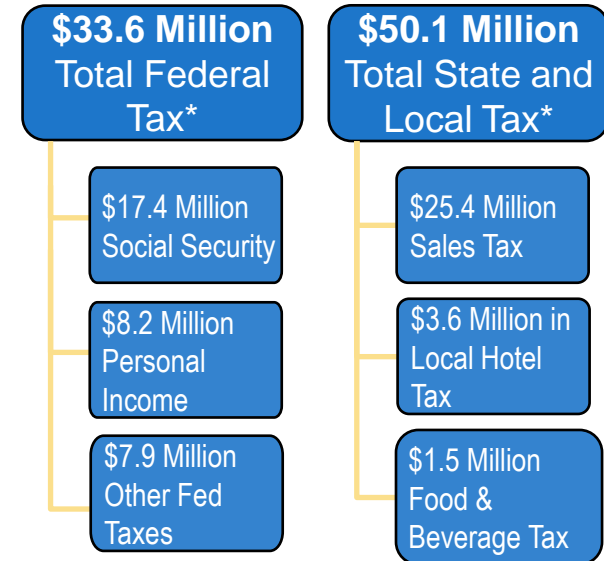 $33.6 Million
Total Federal
Tax*
$17.4 Million
Social Security
$8.2 Million
Personal
Income
$7.9 Million
Other Fed
Taxes
$50.1 Million
Total State and
Local Tax*
$25.4 Million
Sales Tax
$3.6 Million in
Local Hotel
Tax
$1.5 Million
Food &
Beverage Tax